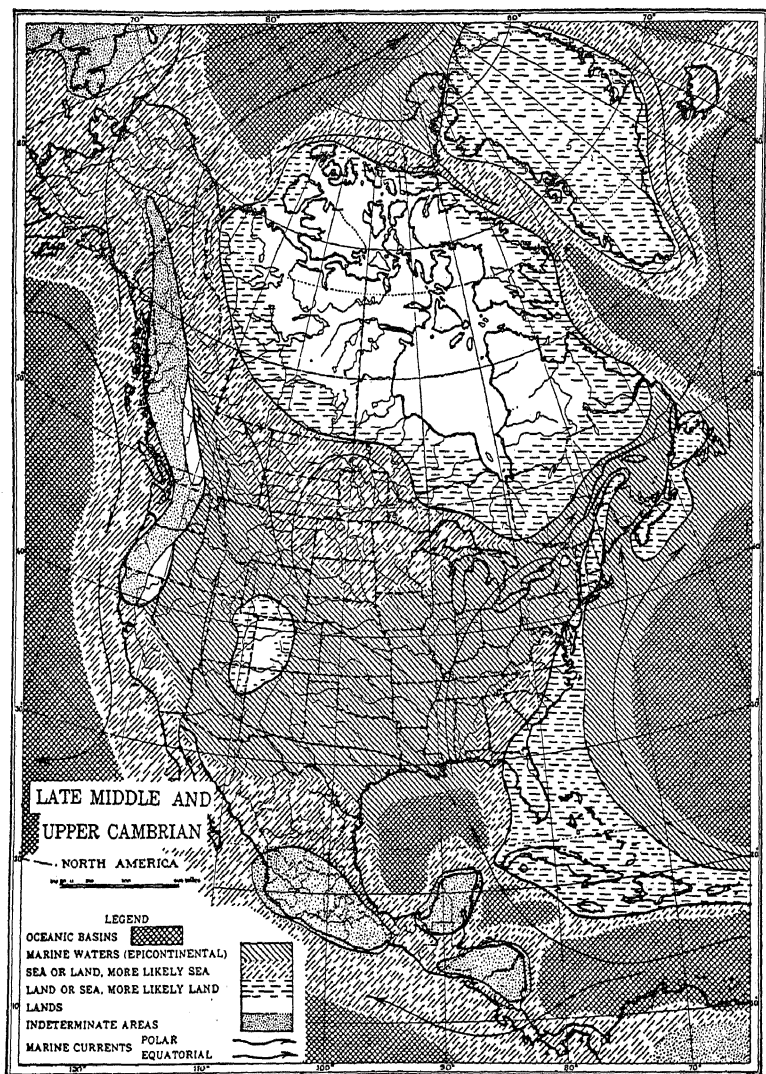 70°
80°
60°
70°
LATE MIDDLE AND
UPPER CAMBRIAN
NORTH AMERICA
LEGEND
OCEANIC BASINS
MARINE WATERS (EPICONTINENTAL)
SEA OR LAND, MORE LIKELY SEA
LAND OR SEA, MORE LIKELY LAND
LANDS
INDETERMINATE AREAS
MARINE CURRENTS POLAR
EQUATORIAL
110°
100°
90°
80°
70°